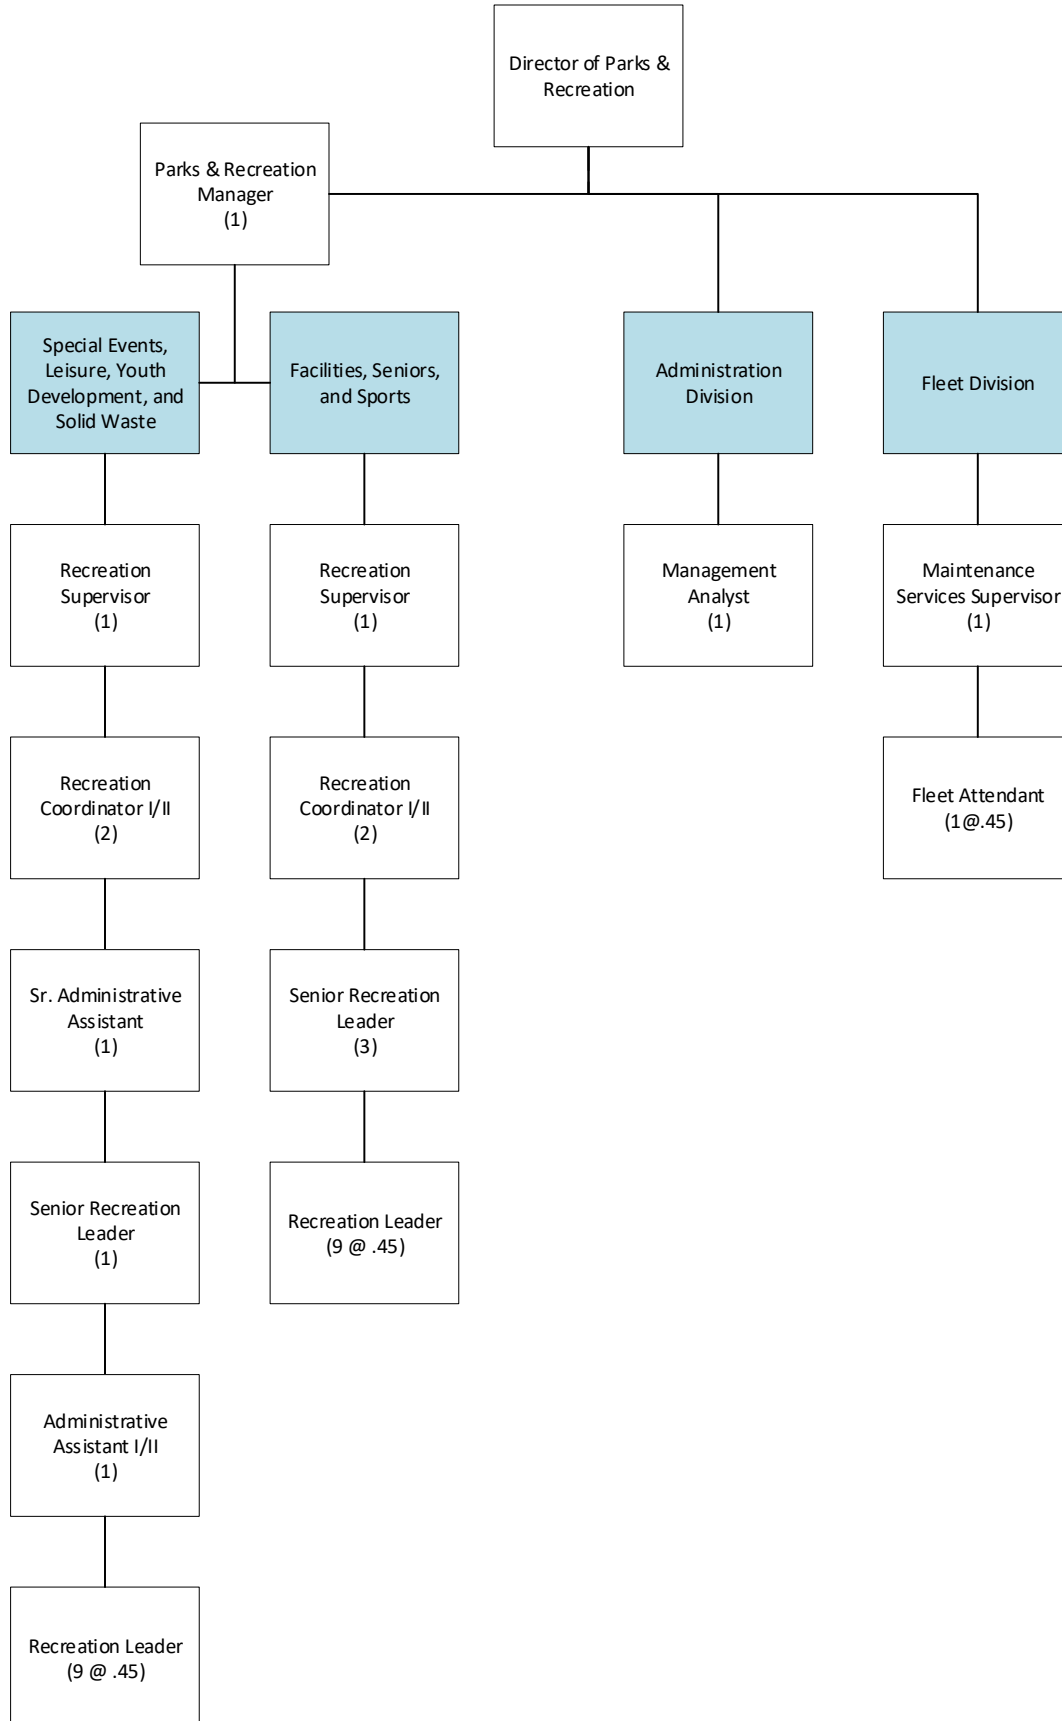 Director of Parks &
Recreation
Parks & Recreation
Manager
(1)
Special Events,
Leisure, Youth
Development, and
Solid Waste
Facilities, Seniors,
and Sports
Administration
Division
Fleet Division
Recreation
Supervisor
(1)
Recreation
Supervisor
(1)
Management
Analyst
(1)
Maintenance
Services Supervisor
(1)
Recreation
Coordinator I/II
(2)
Recreation
Coordinator I/II
(2)
Fleet Attendant
(1@.45)
Sr. Administrative
Assistant
(1)
Senior Recreation
Leader
(3)
Senior Recreation
Leader
(1)
Recreation Leader
(9 @ .45)
Administrative
Assistant I/II
(1)
Recreation Leader
(9 @ .45)